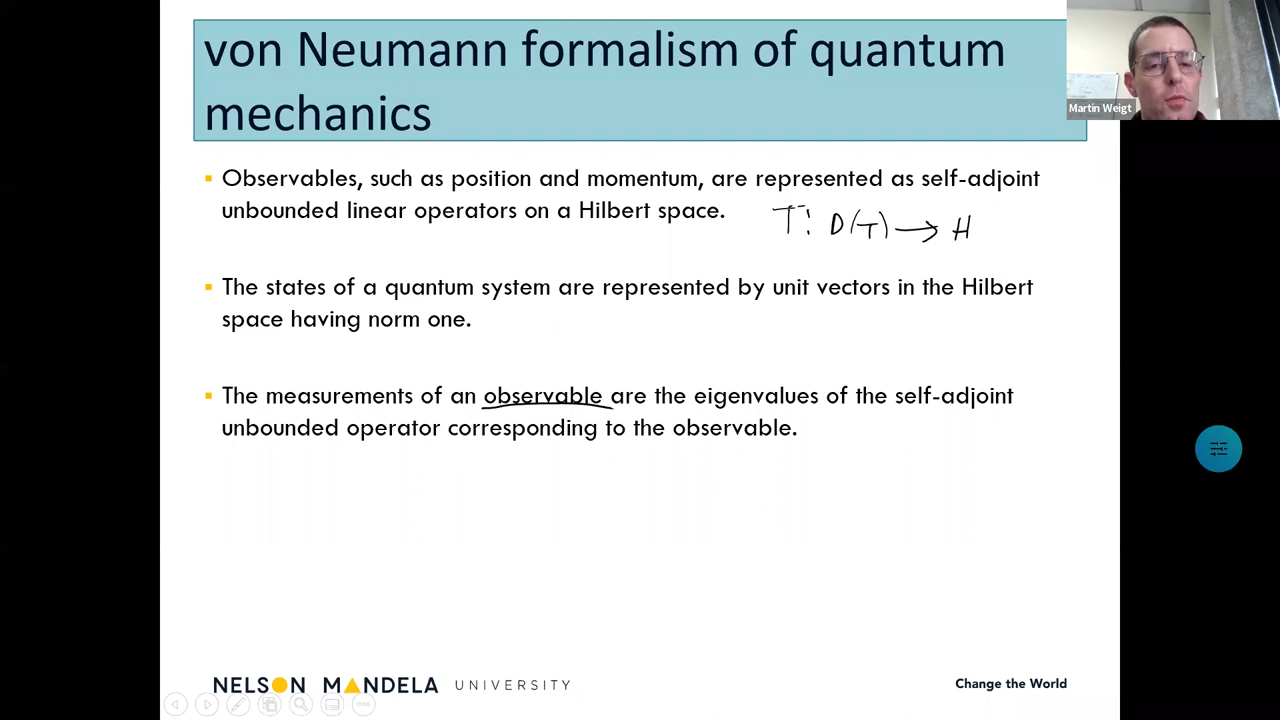 von Neumann formalism of quantum
mechanics
Martin Weigt
▪ Observables, such as position and momentum, are represented as self-adjoint
unbounded linear operators on a Hilbert space.
T: D(T) → H
▪ The states of a quantum system are represented by unit vectors in the Hilbert
space having norm one.
▪ The measurements of an observable are the eigenvalues of the self-adjoint
unbounded operator corresponding to the observable.
NELSON MANDELA UNIVERSITY
Change the World